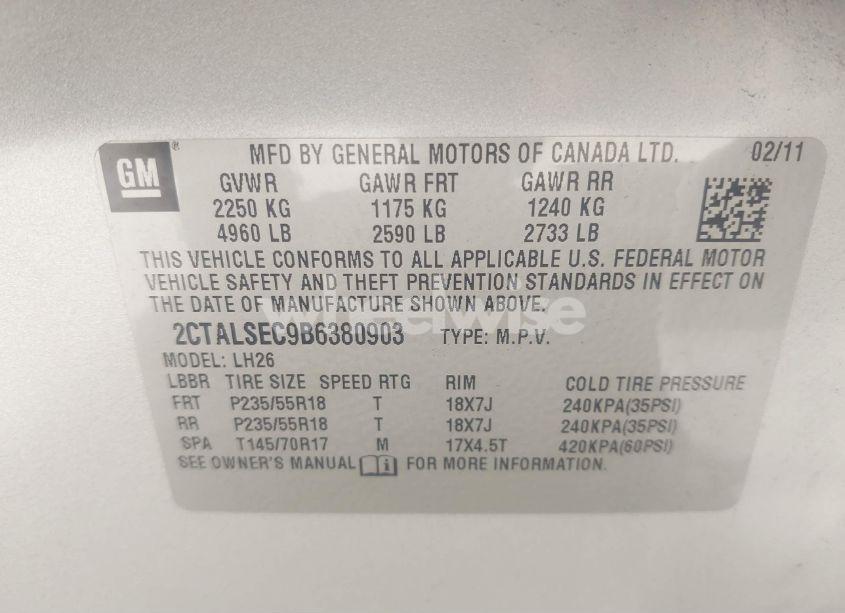 GM® MFD BY GENERAL MOTORS OF CANADA LTD. 02/11
GVWR GAWR FRT GAWR RR
2250 KG 1175 KG 1240 KG
4960 LB 2590 LB 2733 LB
THIS VEHICLE CONFORMS TO ALL APPLICABLE U.S. FEDERAL MOTOR
VEHICLE SAFETY AND THEFT PREVENTION STANDARDS IN EFFECT ON
THE DATE OF MANUFACTURE SHOWN ABOVE.
wheelwise
2CTALSEC9B6380903 TYPE: M.P.V.
MODEL: LH26
LBBR TIRE SIZE SPEED RTG RIM COLD TIRE PRESSURE
FRT P235/55R18 T 18X7J 240KPA(35PSI)
RR P235/55R18 T 18X7J 240KPA(35PSI)
SPA T145/70R17 M 17X4.5T 420KPA(60PSI)
SEE OWNER'S MANUAL FOR MORE INFORMATION.